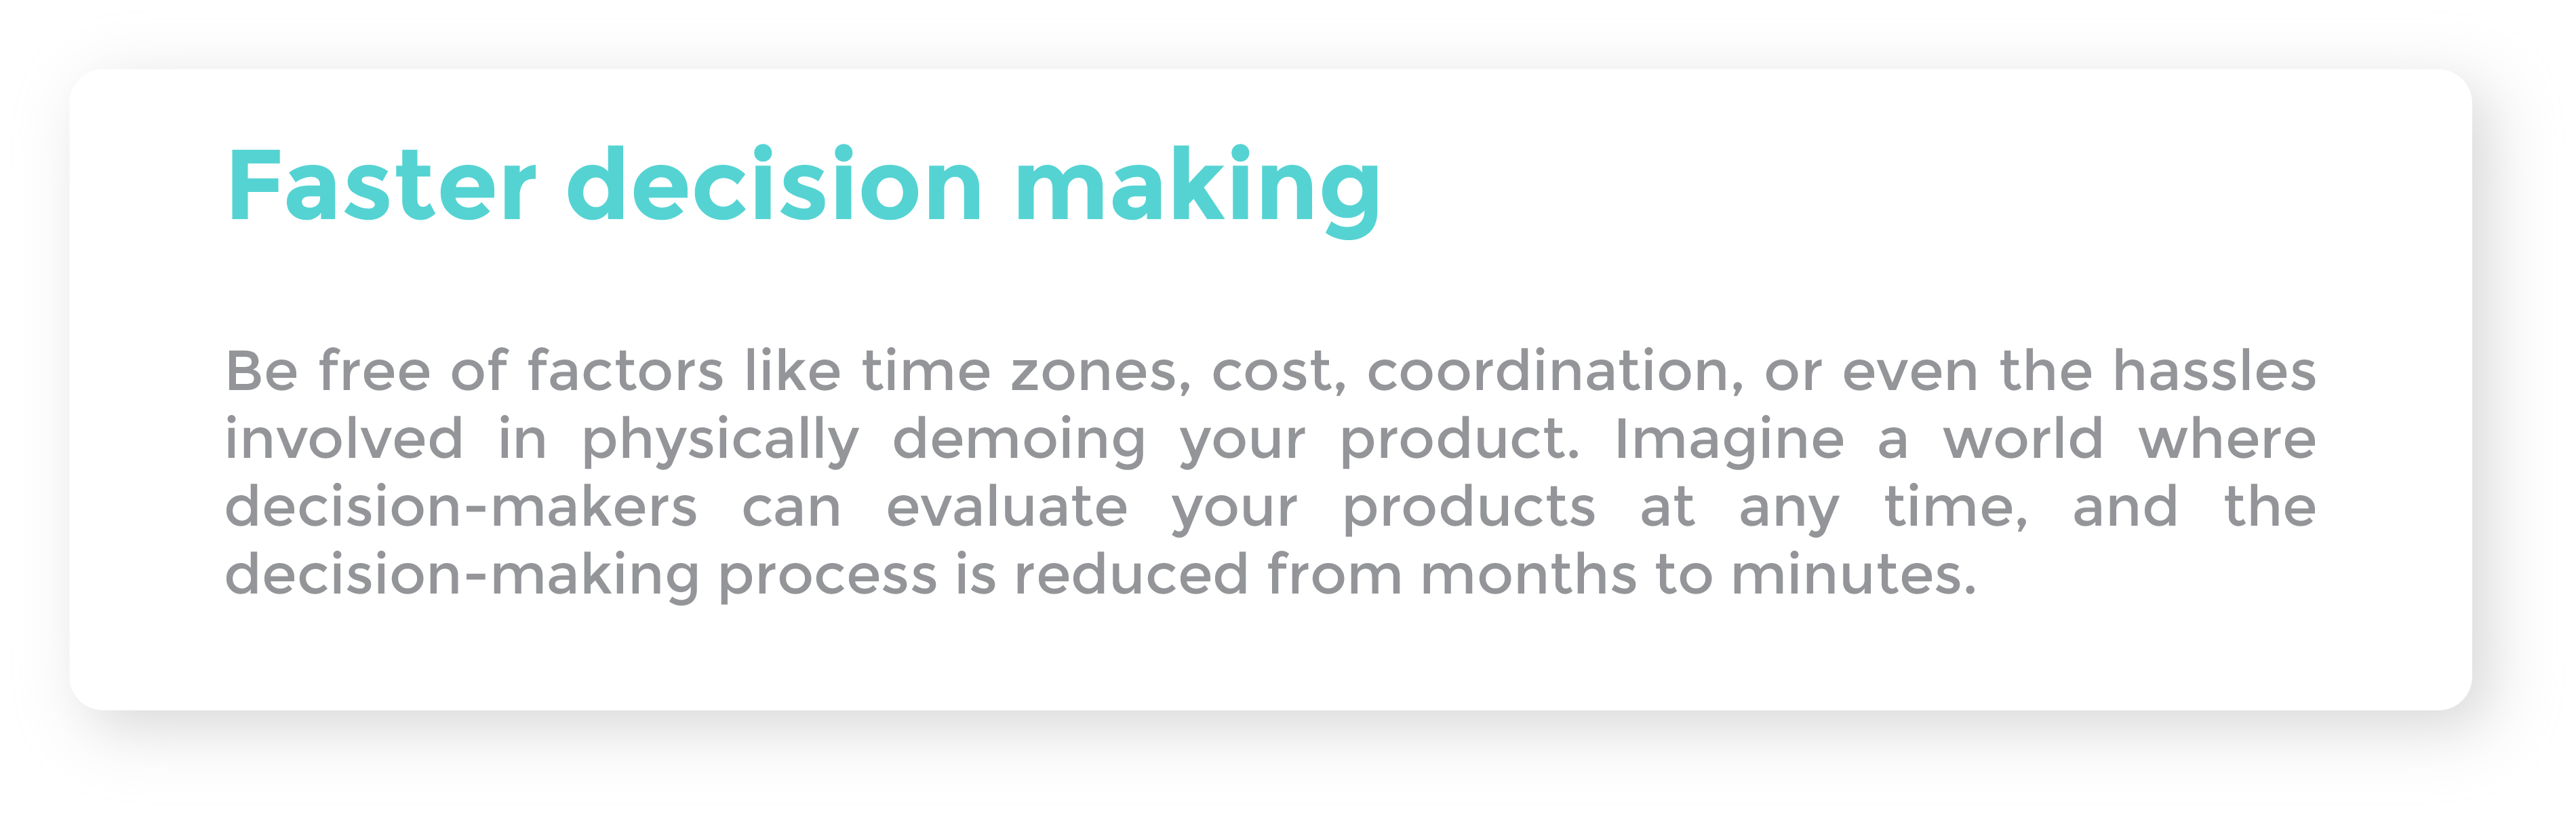 Faster decision making
Be free of factors like time zones, cost, coordination, or even the hassles
involved in physically demoing your product. Imagine a world where
decision-makers can evaluate your products at any time, and the
decision-making process is reduced from months to minutes.